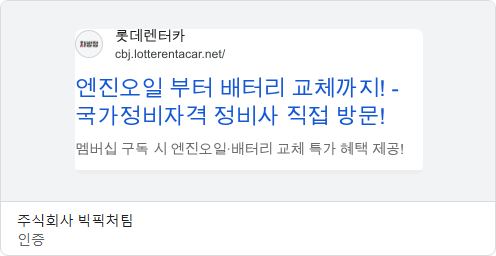 차방정
롯데렌터카
cbj.lotterentacar.net/
엔진오일 부터 배터리 교체까지! -
국가정비자격 정비사 직접 방문!
멤버십 구독 시 엔진오일·배터리 교체 특가 혜택 제공!
주식회사 빅픽처팀
인증